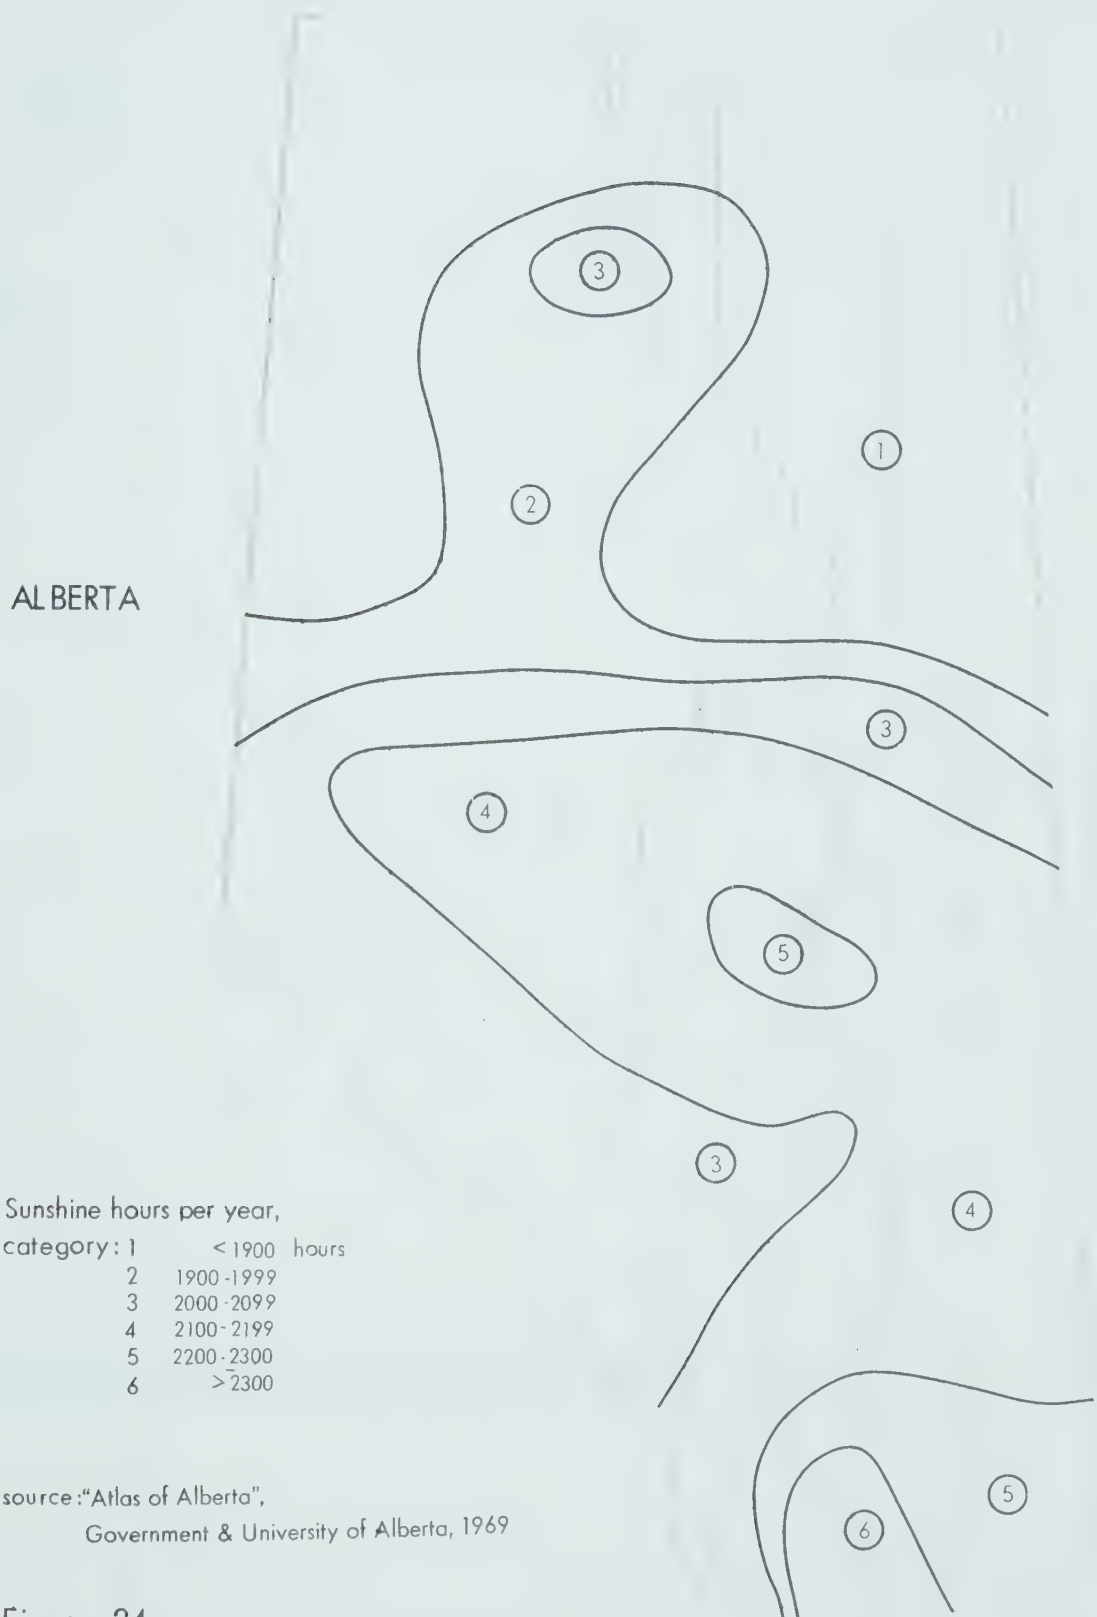 3
1
2
ALBERTA
3
4
5
3
4
Sunshine hours per year,
category: 1 < 1900 hours
2 1900-1999
3 2000-2099
4 2100-2199
5 2200-2300
6 > 2300
5
6
source: "Atlas of Alberta",
Government & University of Alberta, 1969